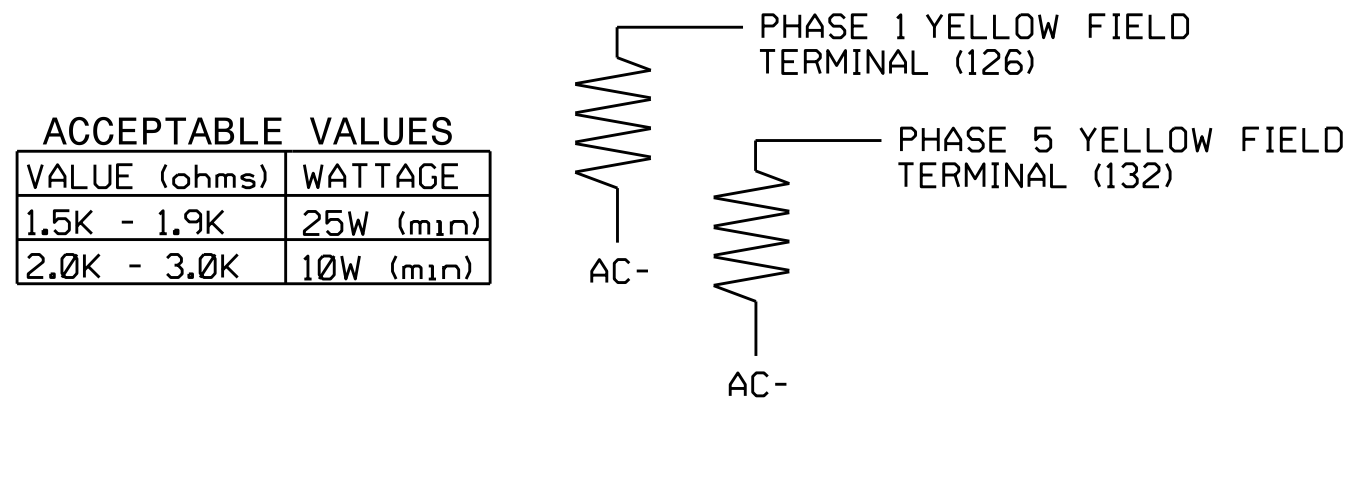 ACCEPTABLE VALUES
VALUE (ohms) WATTAGE
1.5K - 1.9K 25W (min)
2.0K - 3.0K 10W (min)
PHASE 1 YELLOW FIELD
TERMINAL (126)
AC-
PHASE 5 YELLOW FIELD
TERMINAL (132)
AC-